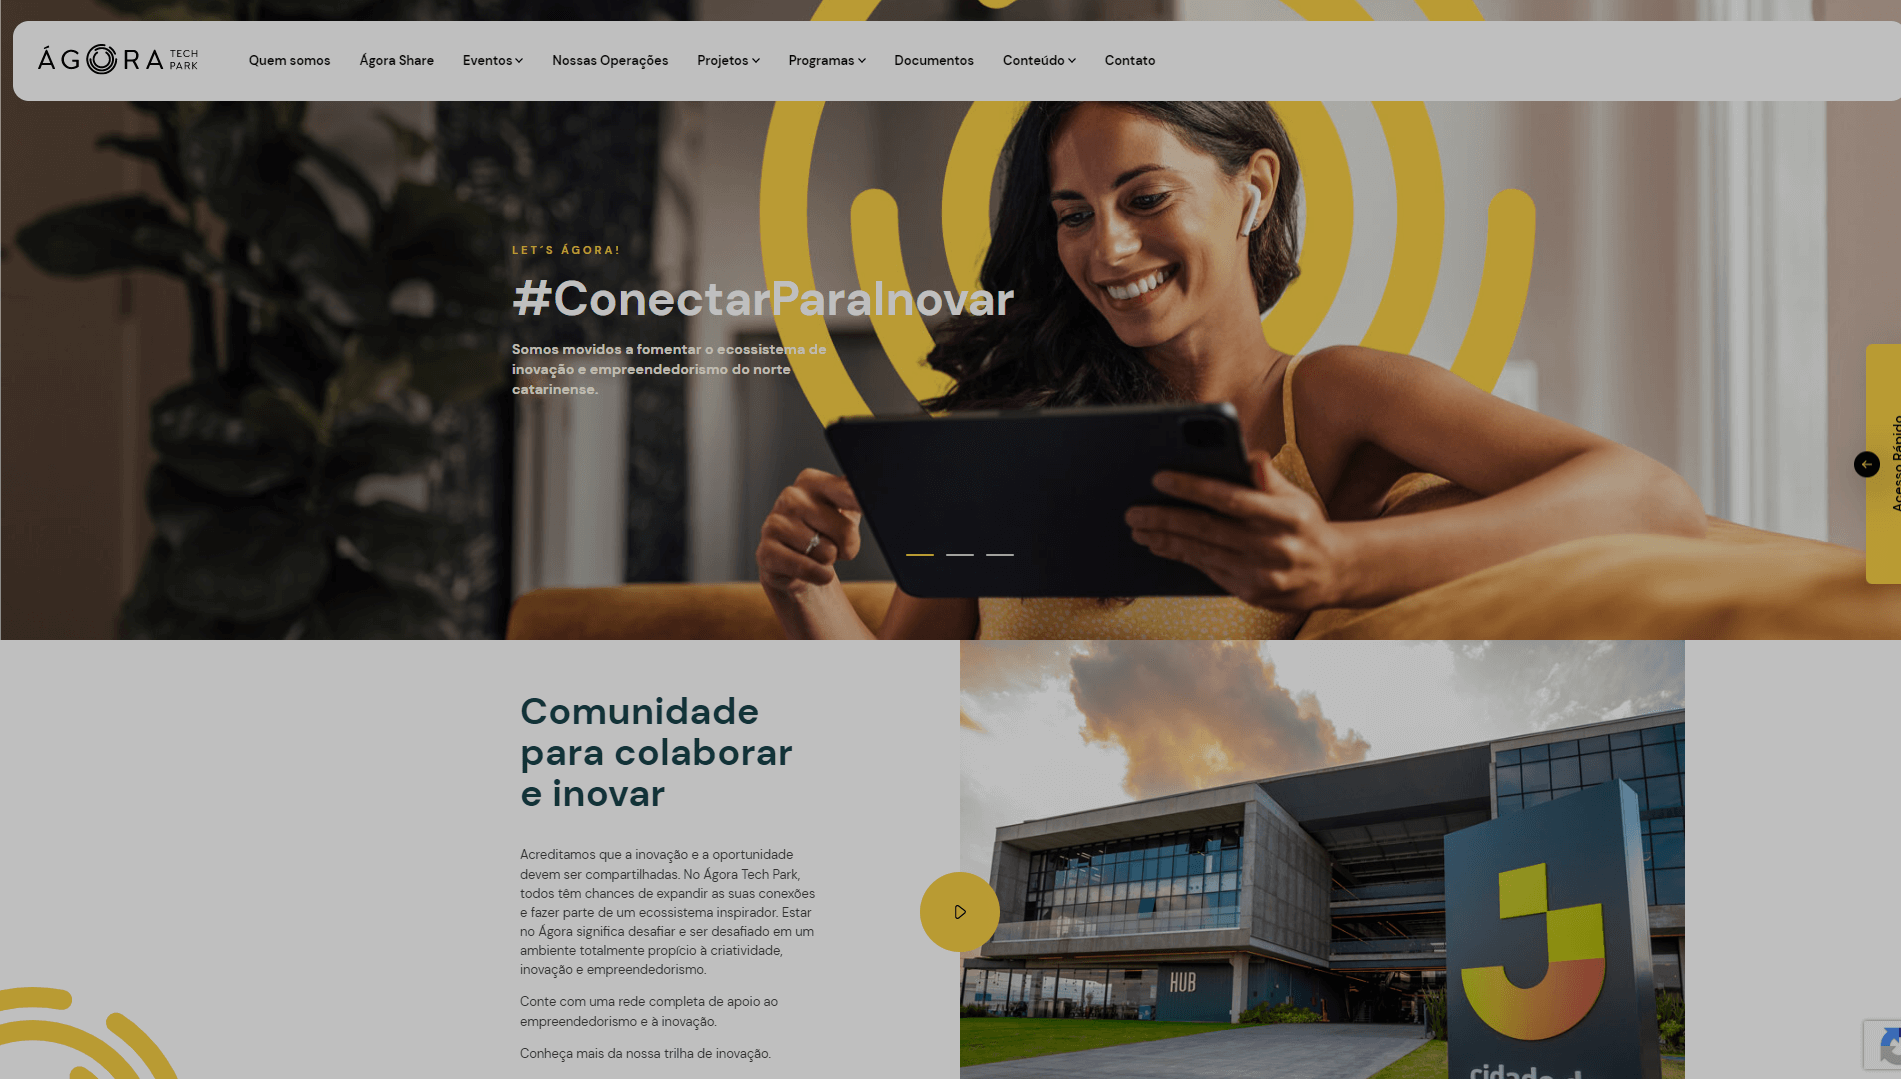 ÁGORA TECH PARK
Quem somos
Ágora Share
Eventos
Nossas Operações
Projetos
Programas
Documentos
Conteúdo
Contato
LET´S ÁGORA!
#ConectarParaInovar
Somos movidos a fomentar o ecossistema de
inovação e empreendedorismo do norte
catarinense.
Acesso Rápido
Comunidade
para colaborar
e inovar
Acreditamos que a inovação e a oportunidade
devem ser compartilhadas. No Ágora Tech Park,
todos têm chances de expandir as suas conexões
e fazer parte de um ecossistema inspirador. Estar
no Ágora significa desafiar e ser desafiado em um
ambiente totalmente propício à criatividade,
inovação e empreendedorismo.
Conte com uma rede completa de apoio ao
empreendedorismo e à inovação.
Conheça mais da nossa trilha de inovação.
HUB